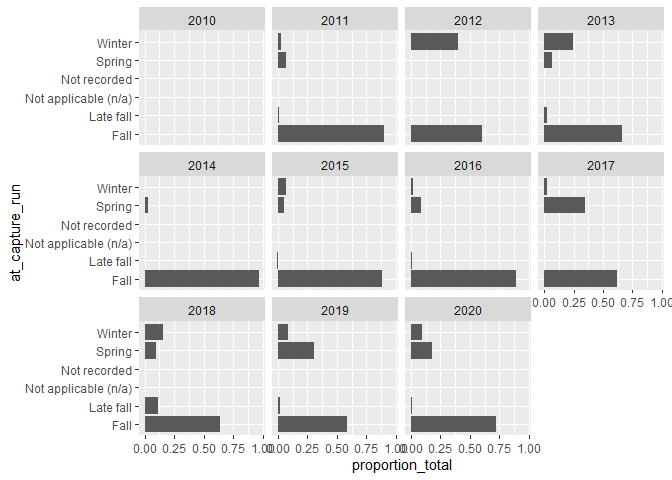 2010 2011 2012 2013
Winter
Spring
Not recorded
Not applicable (n/a)
Late fall
Fall
2014 2015 2016 2017
Winter
Spring
Not recorded
Not applicable (n/a)
Late fall
Fall
0.00 0.25 0.50 0.75 1.00
2018 2019 2020
Winter
Spring
Not recorded
Not applicable (n/a)
Late fall
Fall
0.00 0.25 0.50 0.75 1.00 0.00 0.25 0.50 0.75 1.00 0.00 0.25 0.50 0.75 1.00
proportion_total
at_capture_run